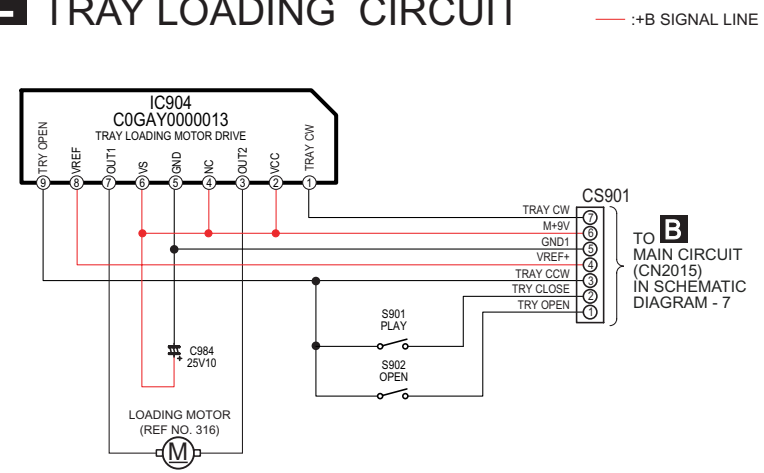 TRAY LOADING CIRCUIT
:+B SIGNAL LINE
IC904
C0GAY0000013
TRAY LOADING MOTOR DRIVE
TRY OPEN
VREF
OUT1
VS
GND
NC
OUT2
VCC
TRAY CW
9 8 7 6 5 4 3 2 1
CS901
TRAY CW 7
M+9V 6
GND1 5
VREF+ 4
TRAY CCW 3
TRY CLOSE 2
TRY OPEN 1
TO B
MAIN CIRCUIT
(CN2015)
IN SCHEMATIC
DIAGRAM - 7
S901
PLAY
S902
OPEN
+ C984
25V10
LOADING MOTOR
(REF NO. 316)
M